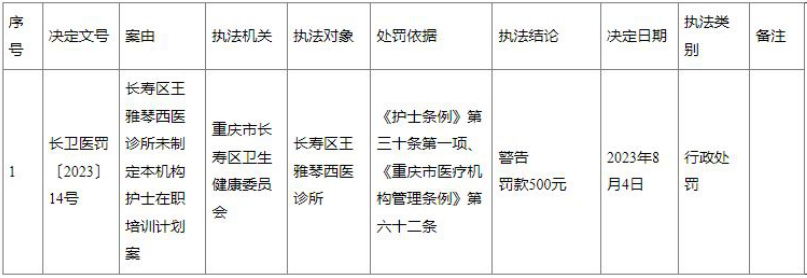 序号
决定文号
案由
执法机关
执法对象
处罚依据
执法结论
决定日期
执法类别
备注
1
长卫医罚
〔2023〕
14号
长寿区王
雅琴西医
诊所未制
定本机构
护士在职
培训计划
案
重庆市长
寿区卫生
健康委员
会
长寿区王
雅琴西医
诊所
《护士条例》第
三十条第一项、
《重庆市医疗机
构管理条例》第
六十二条
警告
罚款500元
2023年8
月4日
行政处
罚